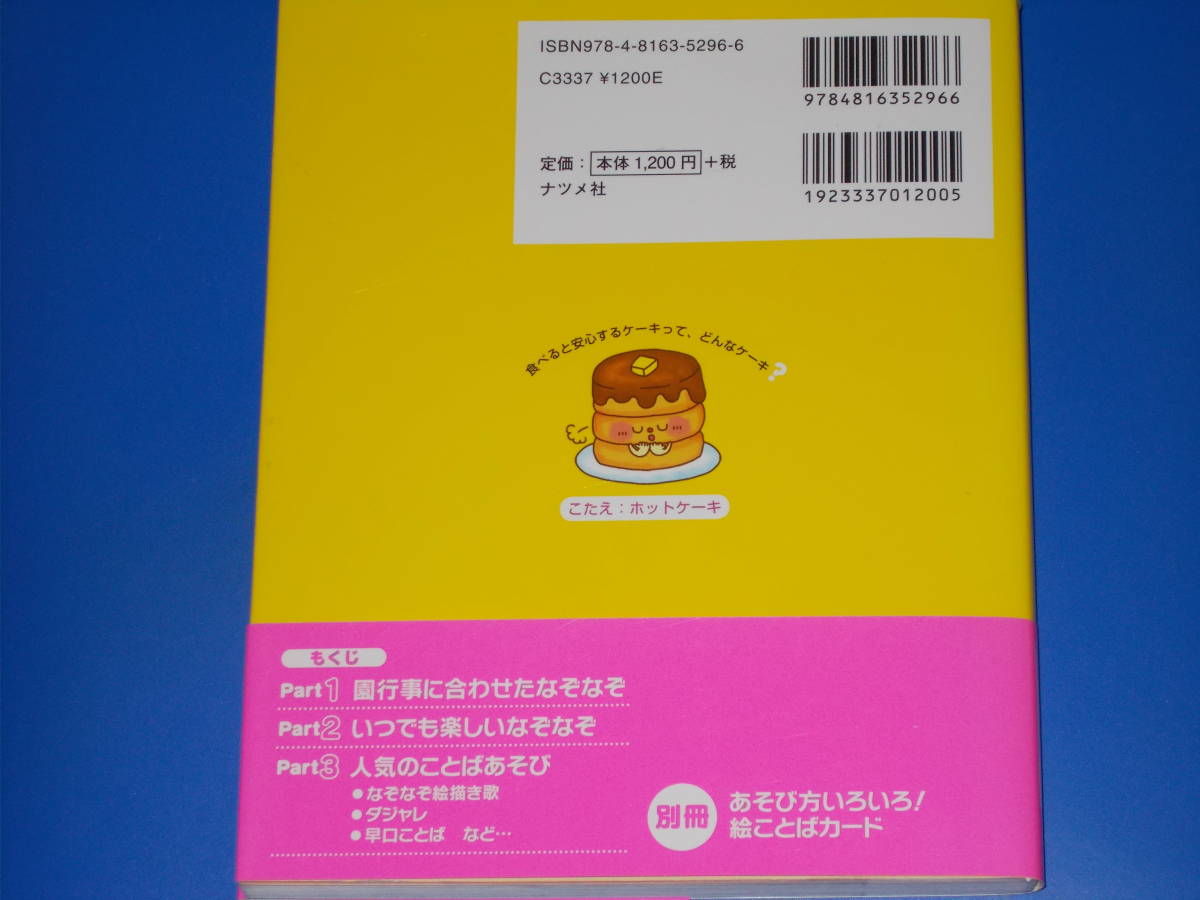 ISBN978-4-8163-5296-6
C3337 ¥1200E
9784816352966
定価：本体1,200円+税
ナツメ社
1923337012005
食べると安心するケーキって、どんなケーキ?
こたえ：ホットケーキ
もくじ
Part1 園行事に合わせたなぞなぞ
Part2 いつでも楽しいなぞなぞ
Part3 人気のことばあそび
●なぞなぞ絵描き歌
●ダジャレ
●早口ことば など…
別冊
あそび方いろいろ!
絵ことばカード